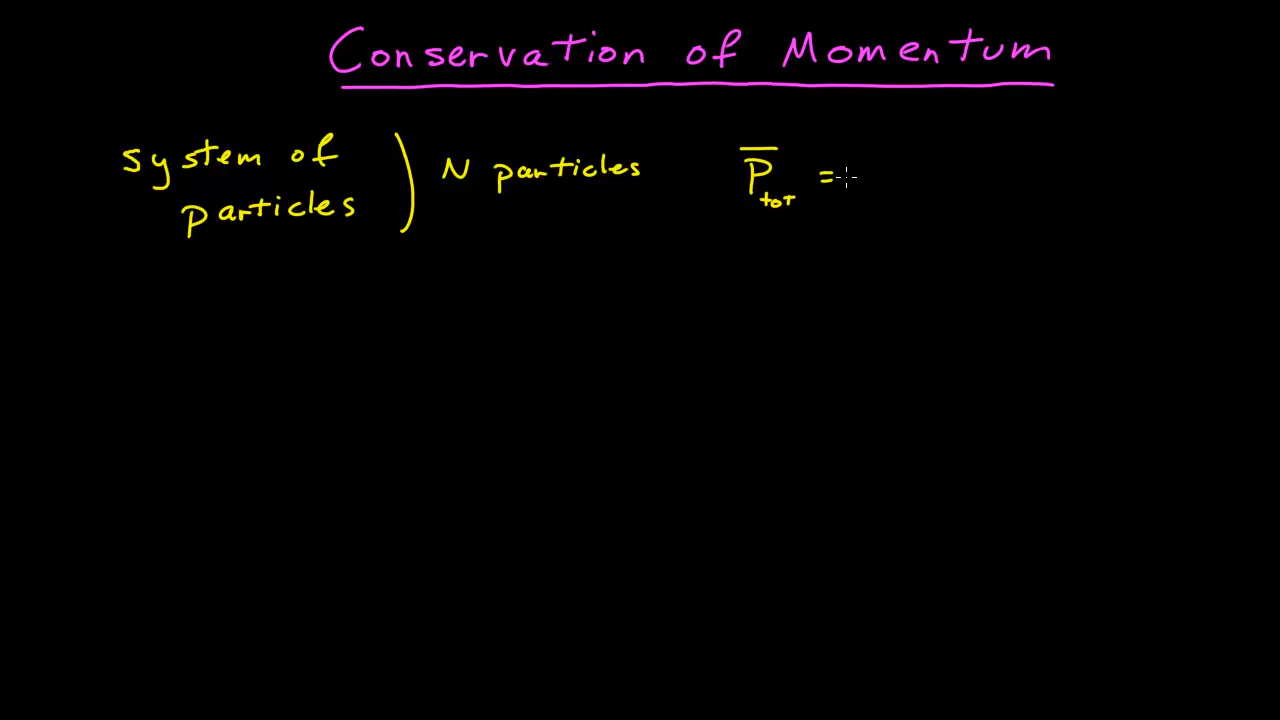 Conservation of Momentum
system of
particles ) N particles
P̅tot =